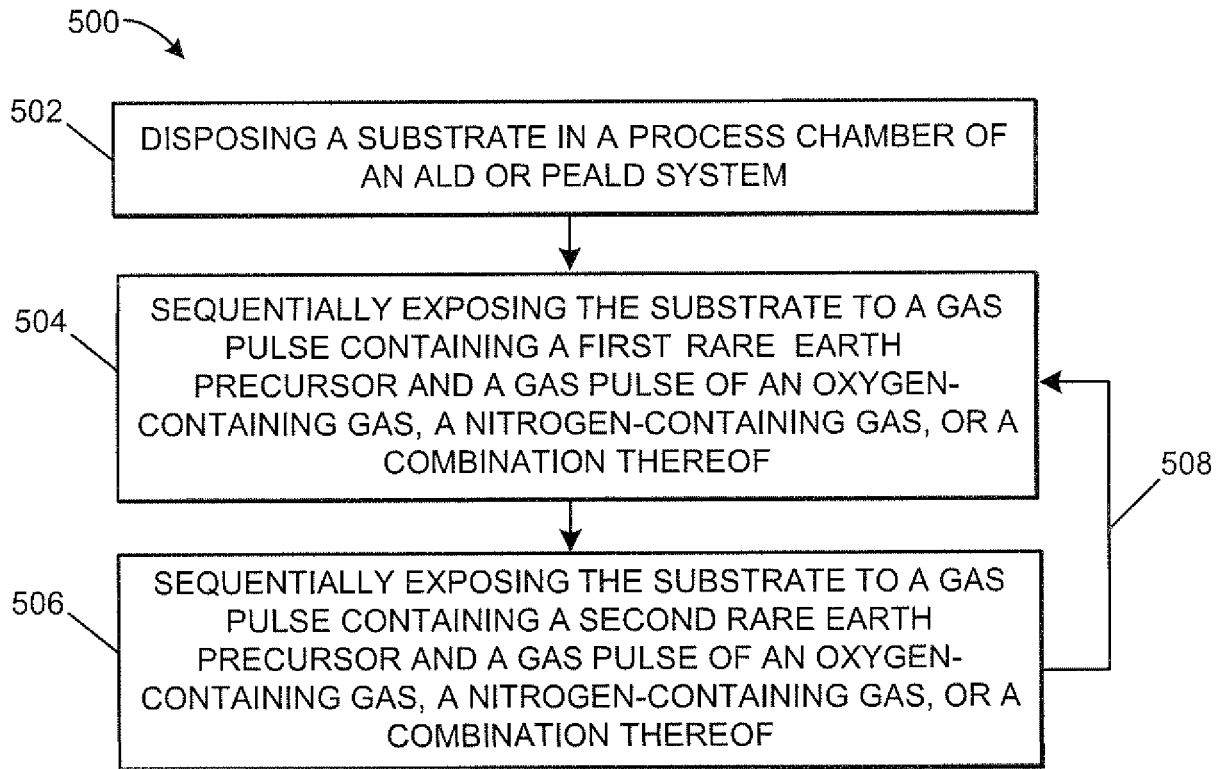 500
502
DISPOSING A SUBSTRATE IN A PROCESS CHAMBER OF
AN ALD OR PEALD SYSTEM
504
SEQUENTIALLY EXPOSING THE SUBSTRATE TO A GAS
PULSE CONTAINING A FIRST RARE EARTH
PRECURSOR AND A GAS PULSE OF AN OXYGEN-
CONTAINING GAS, A NITROGEN-CONTAINING GAS, OR A
COMBINATION THEREOF
508
506
SEQUENTIALLY EXPOSING THE SUBSTRATE TO A GAS
PULSE CONTAINING A SECOND RARE EARTH
PRECURSOR AND A GAS PULSE OF AN OXYGEN-
CONTAINING GAS, A NITROGEN-CONTAINING GAS, OR A
COMBINATION THEREOF